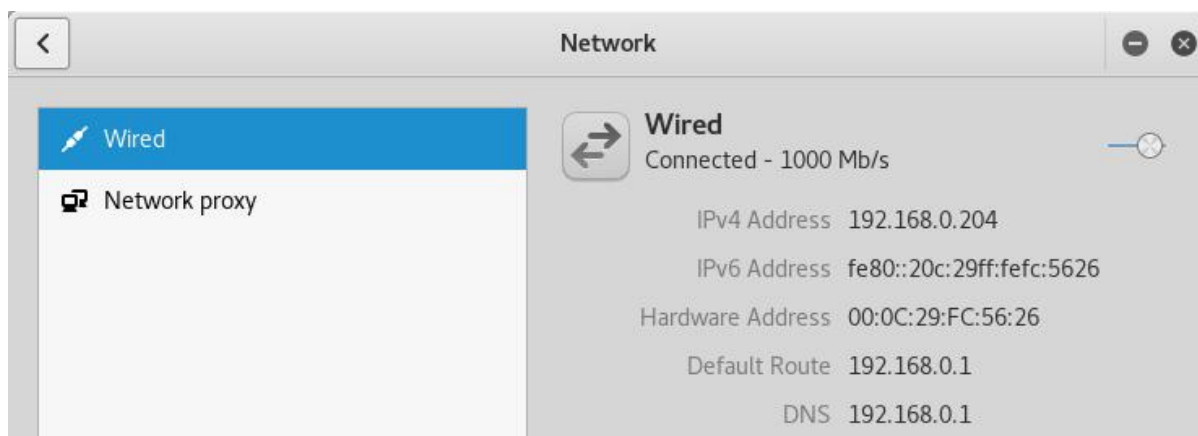 Network
Wired
Network proxy
Wired
Connected - 1000 Mb/s
IPv4 Address 192.168.0.204
IPv6 Address fe80::20c:29ff:fefc:5626
Hardware Address 00:0C:29:FC:56:26
Default Route 192.168.0.1
DNS 192.168.0.1